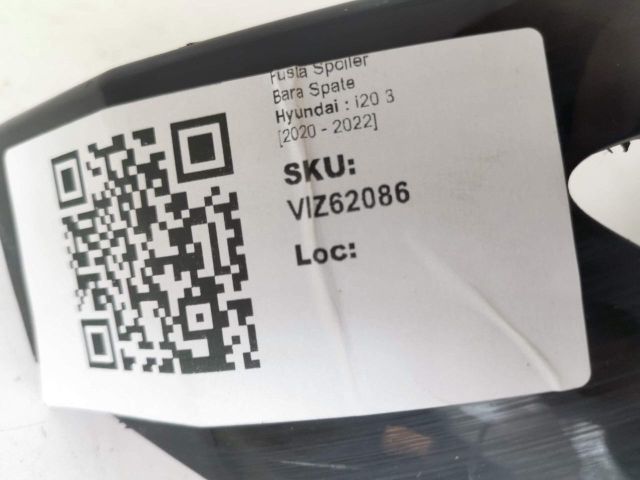 Fusta Spoiler
Bara Spate
Hyundai : i20 3
[2020 - 2022]
SKU:
VIZ62086
Loc: